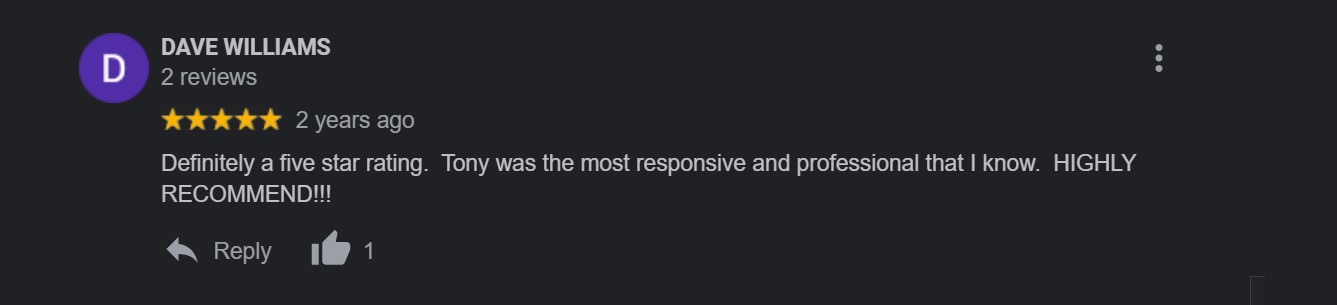 D
DAVE WILLIAMS
2 reviews
2 years ago
Definitely a five star rating.  Tony was the most responsive and professional that I know.  HIGHLY
RECOMMEND!!!
Reply 1